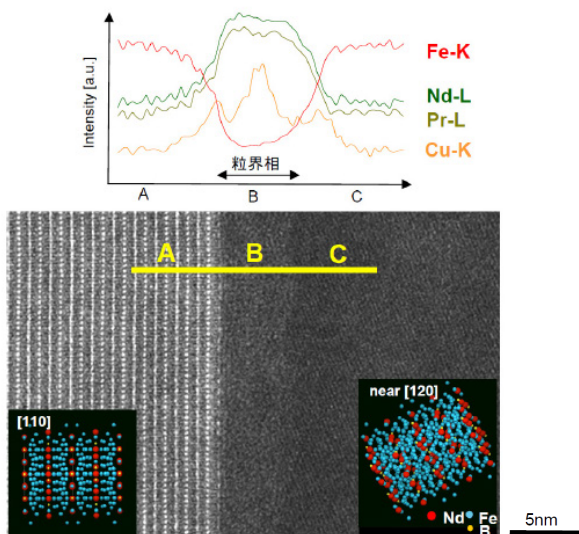 Intensity [a.u.]
Fe-K
Nd-L
Pr-L
Cu-K
粒界相
A B C
A B C
[110]
near [120]
Nd Fe
B
5nm